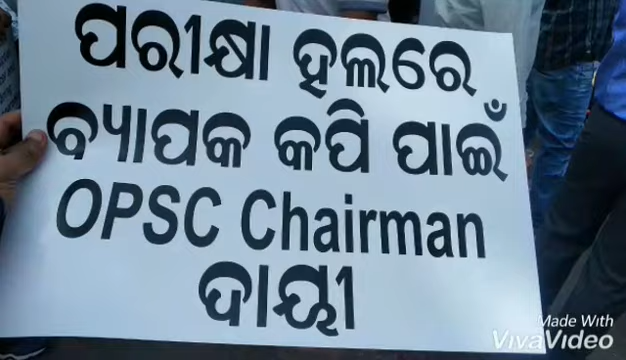 ପରୀକ୍ଷା ହଲରେ
ବ୍ୟାପକ କପି ପାଇଁ
OPSC Chairman
ଦାୟୀ
Made With
VivaVideo